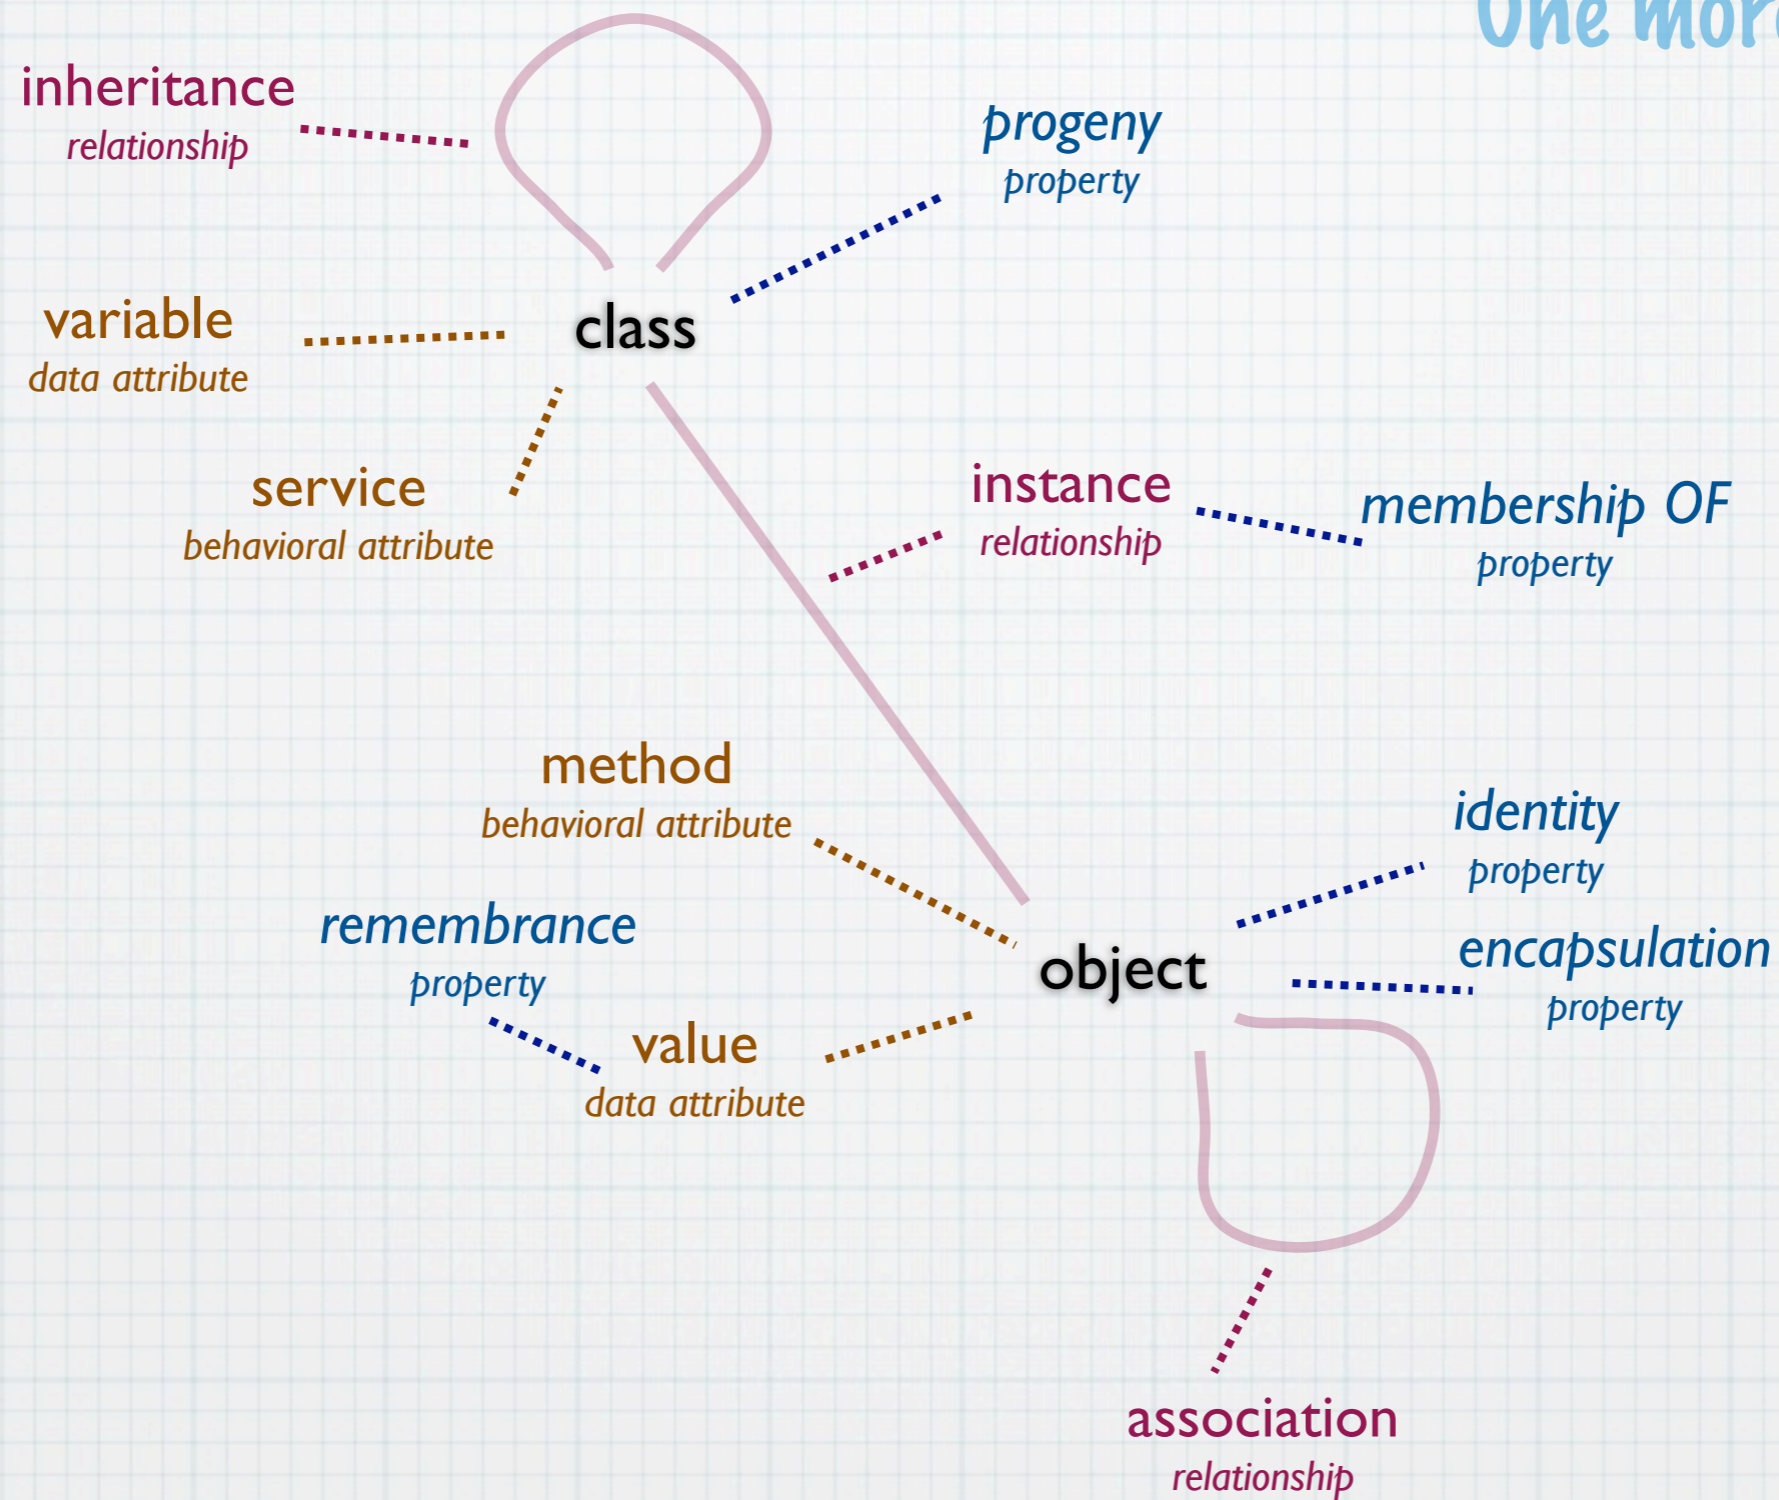 One more
inheritance
relationship
progeny
property
variable
data attribute
class
service
behavioral attribute
instance
relationship
membership OF
property
method
behavioral attribute
identity
property
remembrance
property
encapsulation
property
object
value
data attribute
association
relationship